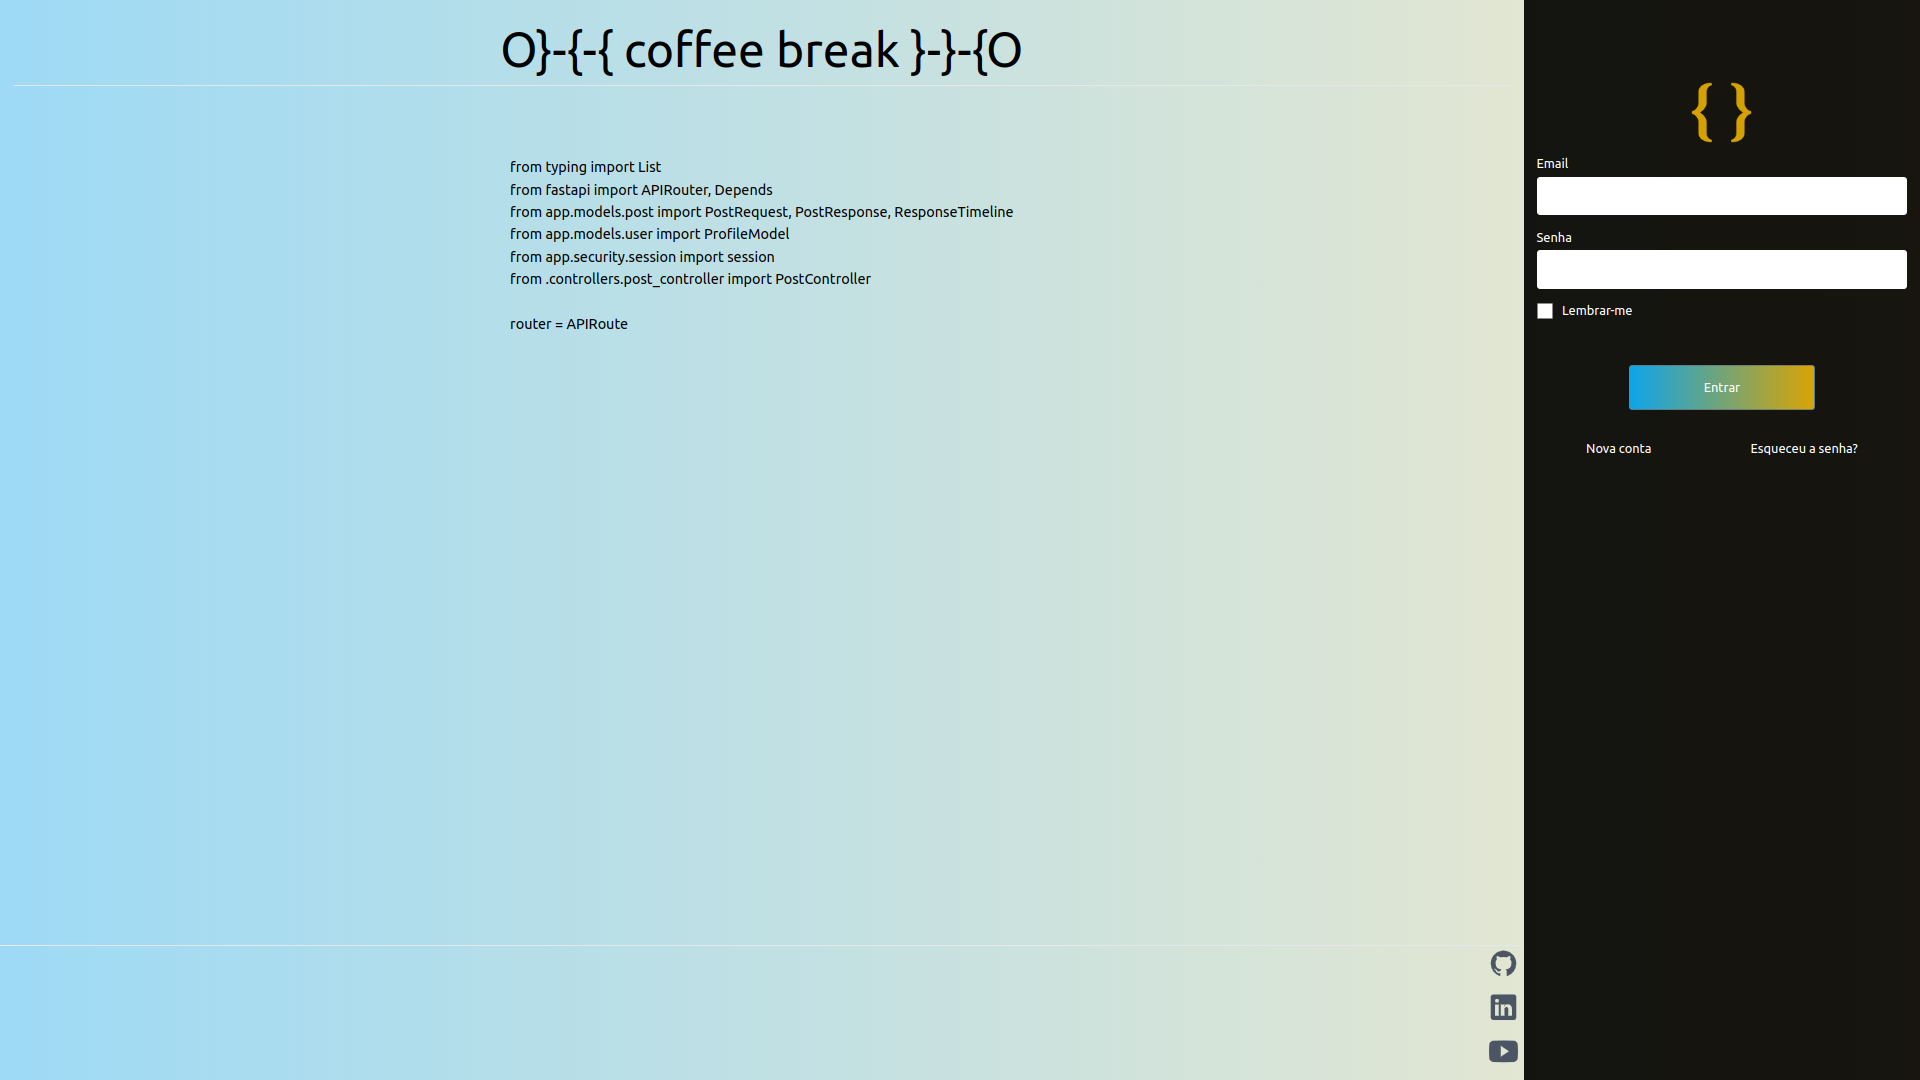 O}-{-{ coffee break }-}-{O
from typing import List
from fastapi import APIRouter, Depends
from app.models.post import PostRequest, PostResponse, ResponseTimeline
from app.models.user import ProfileModel
from app.security.session import session
from .controllers.post_controller import PostController
router = APIRoute
{ }
Email
Senha
Lembrar-me
Entrar
Nova conta
Esqueceu a senha?
in